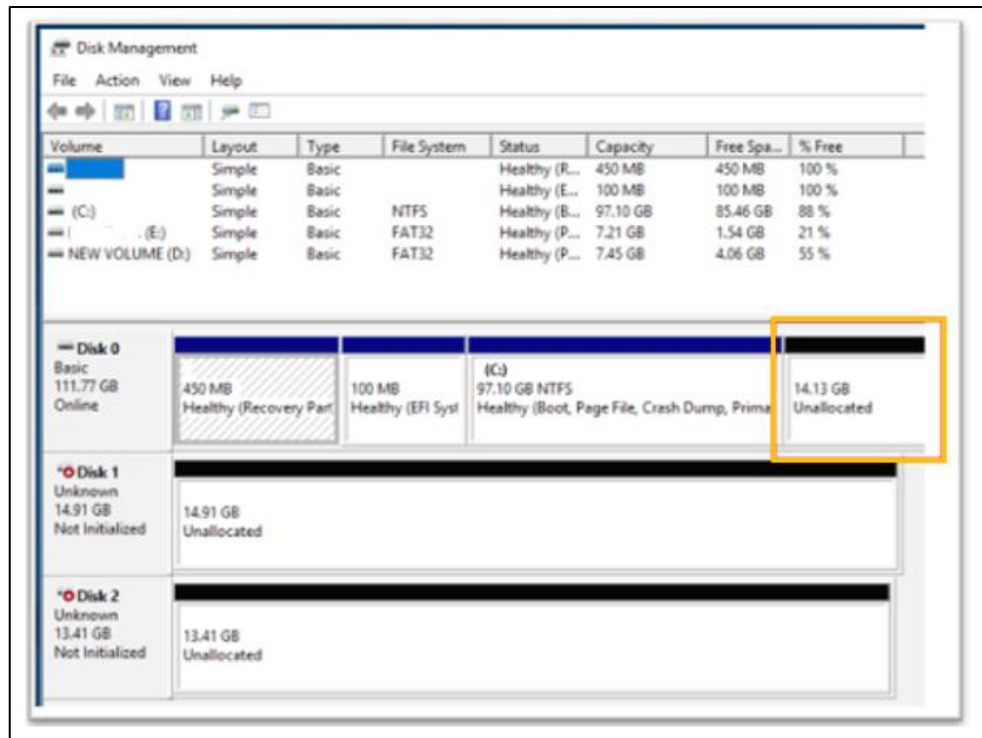 Disk Management
File Action View Help
Volume Layout Type File System Status Capacity Free Spa... % Free
Simple Basic Healthy (R... 450 MB 450 MB 100 %
Simple Basic Healthy (E... 100 MB 100 MB 100 %
(C:) Simple Basic NTFS Healthy (B... 97.10 GB 85.46 GB 88 %
(E:) Simple Basic FAT32 Healthy (P... 7.21 GB 1.54 GB 21 %
NEW VOLUME (D:) Simple Basic FAT32 Healthy (P... 7.45 GB 4.06 GB 55 %
Disk 0
Basic
111.77 GB
Online
450 MB
Healthy (Recovery Part
100 MB
Healthy (EFI Syst
(C:)
97.10 GB NTFS
Healthy (Boot, Page File, Crash Dump, Prima
14.13 GB
Unallocated
Disk 1
Unknown
14.91 GB
Not Initialized
14.91 GB
Unallocated
Disk 2
Unknown
13.41 GB
Not Initialized
13.41 GB
Unallocated